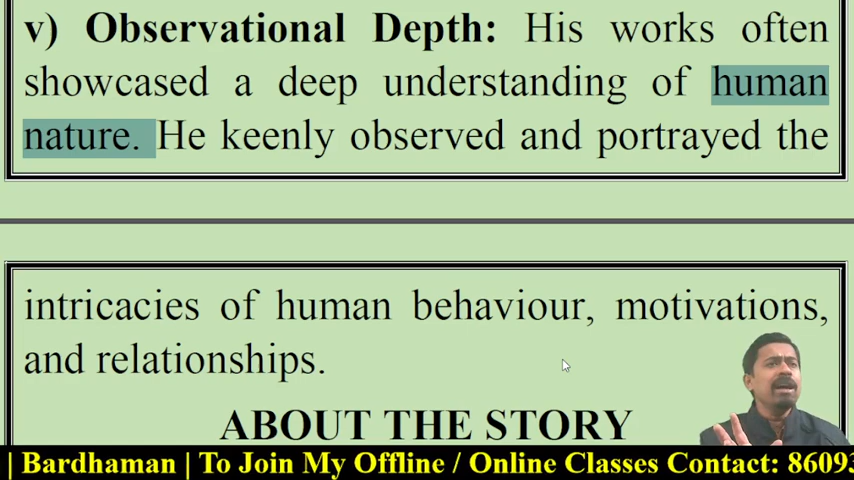 v) Observational Depth: His works often
showcased a deep understanding of human
nature. He keenly observed and portrayed the
intricacies of human behaviour, motivations,
and relationships.
ABOUT THE STORY
| Bardhaman | To Join My Offline / Online Classes Contact: 8609